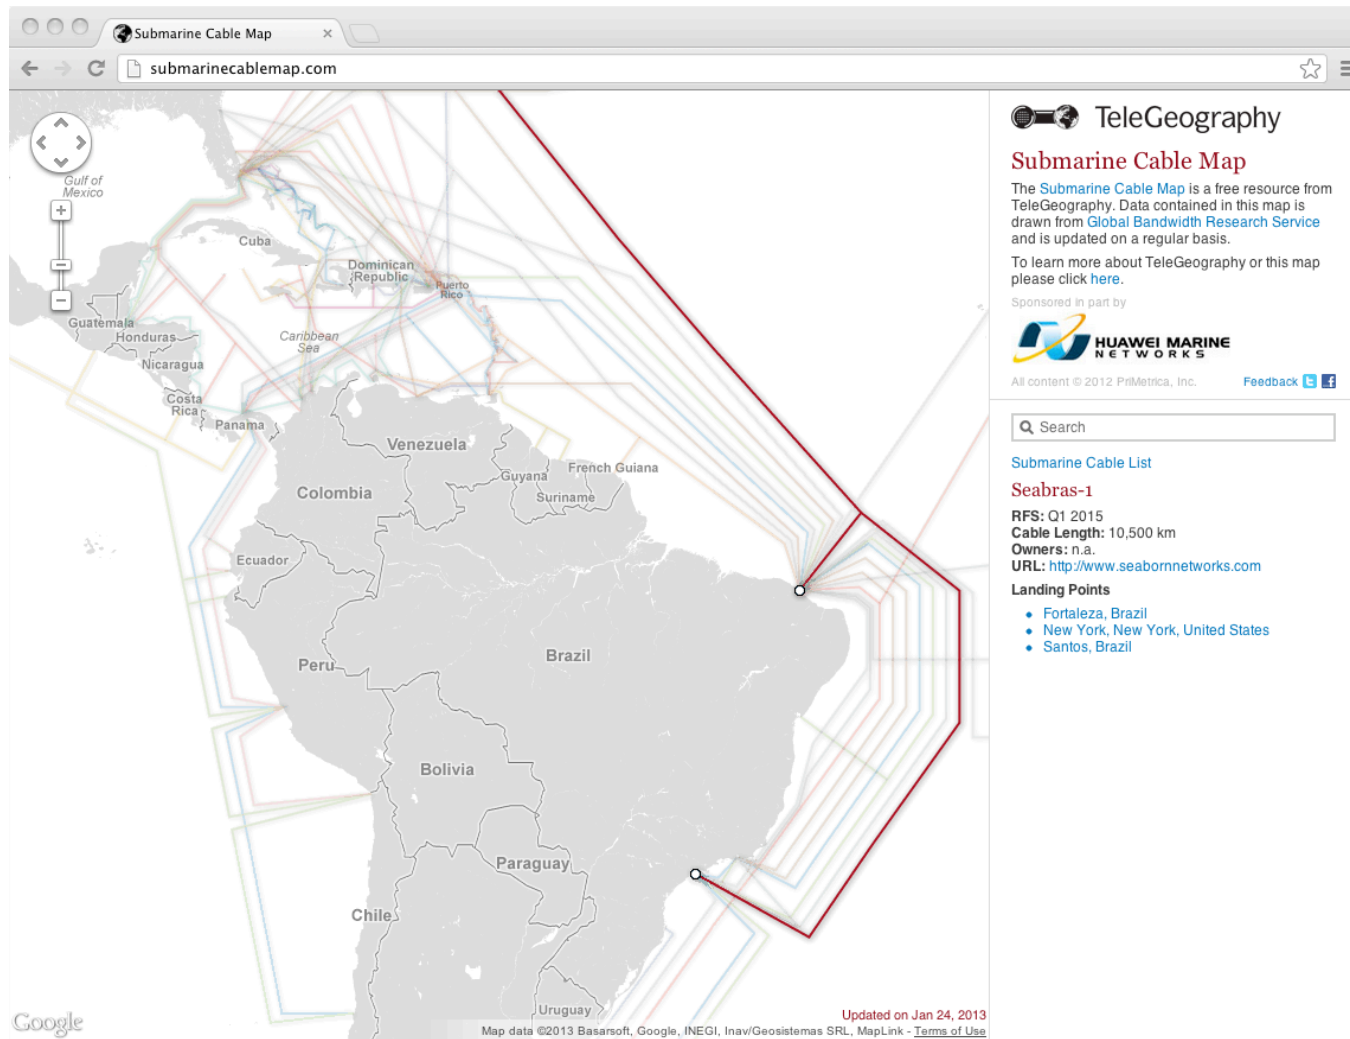 Submarine Cable Map
submarinecablemap.com
TeleGeography
Submarine Cable Map
The Submarine Cable Map is a free resource from
TeleGeography. Data contained in this map is
drawn from Global Bandwidth Research Service
and is updated on a regular basis.
To learn more about TeleGeography or this map
please click here.
Sponsored in part by
HUAWEI MARINE
NETWORKS
All content © 2012 PriMetrica, Inc.
Feedback
Search
Submarine Cable List
Seabras-1
RFS: Q1 2015
Cable Length: 10,500 km
Owners: n.a.
URL: http://www.seabornnetworks.com
Landing Points
Fortaleza, Brazil
New York, New York, United States
Santos, Brazil
Gulf of
Mexico
Cuba
Dominican
Republic
Puerto
Rico
Guatemala
Honduras
Caribbean
Sea
Nicaragua
Costa
Rica
Panama
Venezuela
Guyana
French Guiana
Suriname
Colombia
Ecuador
Peru
Brazil
Bolivia
Paraguay
Chile
Uruguay
Google
Updated on Jan 24, 2013
Map data ©2013 Basarsoft, Google, INEGI, Inav/Geosistemas SRL, MapLink - Terms of Use